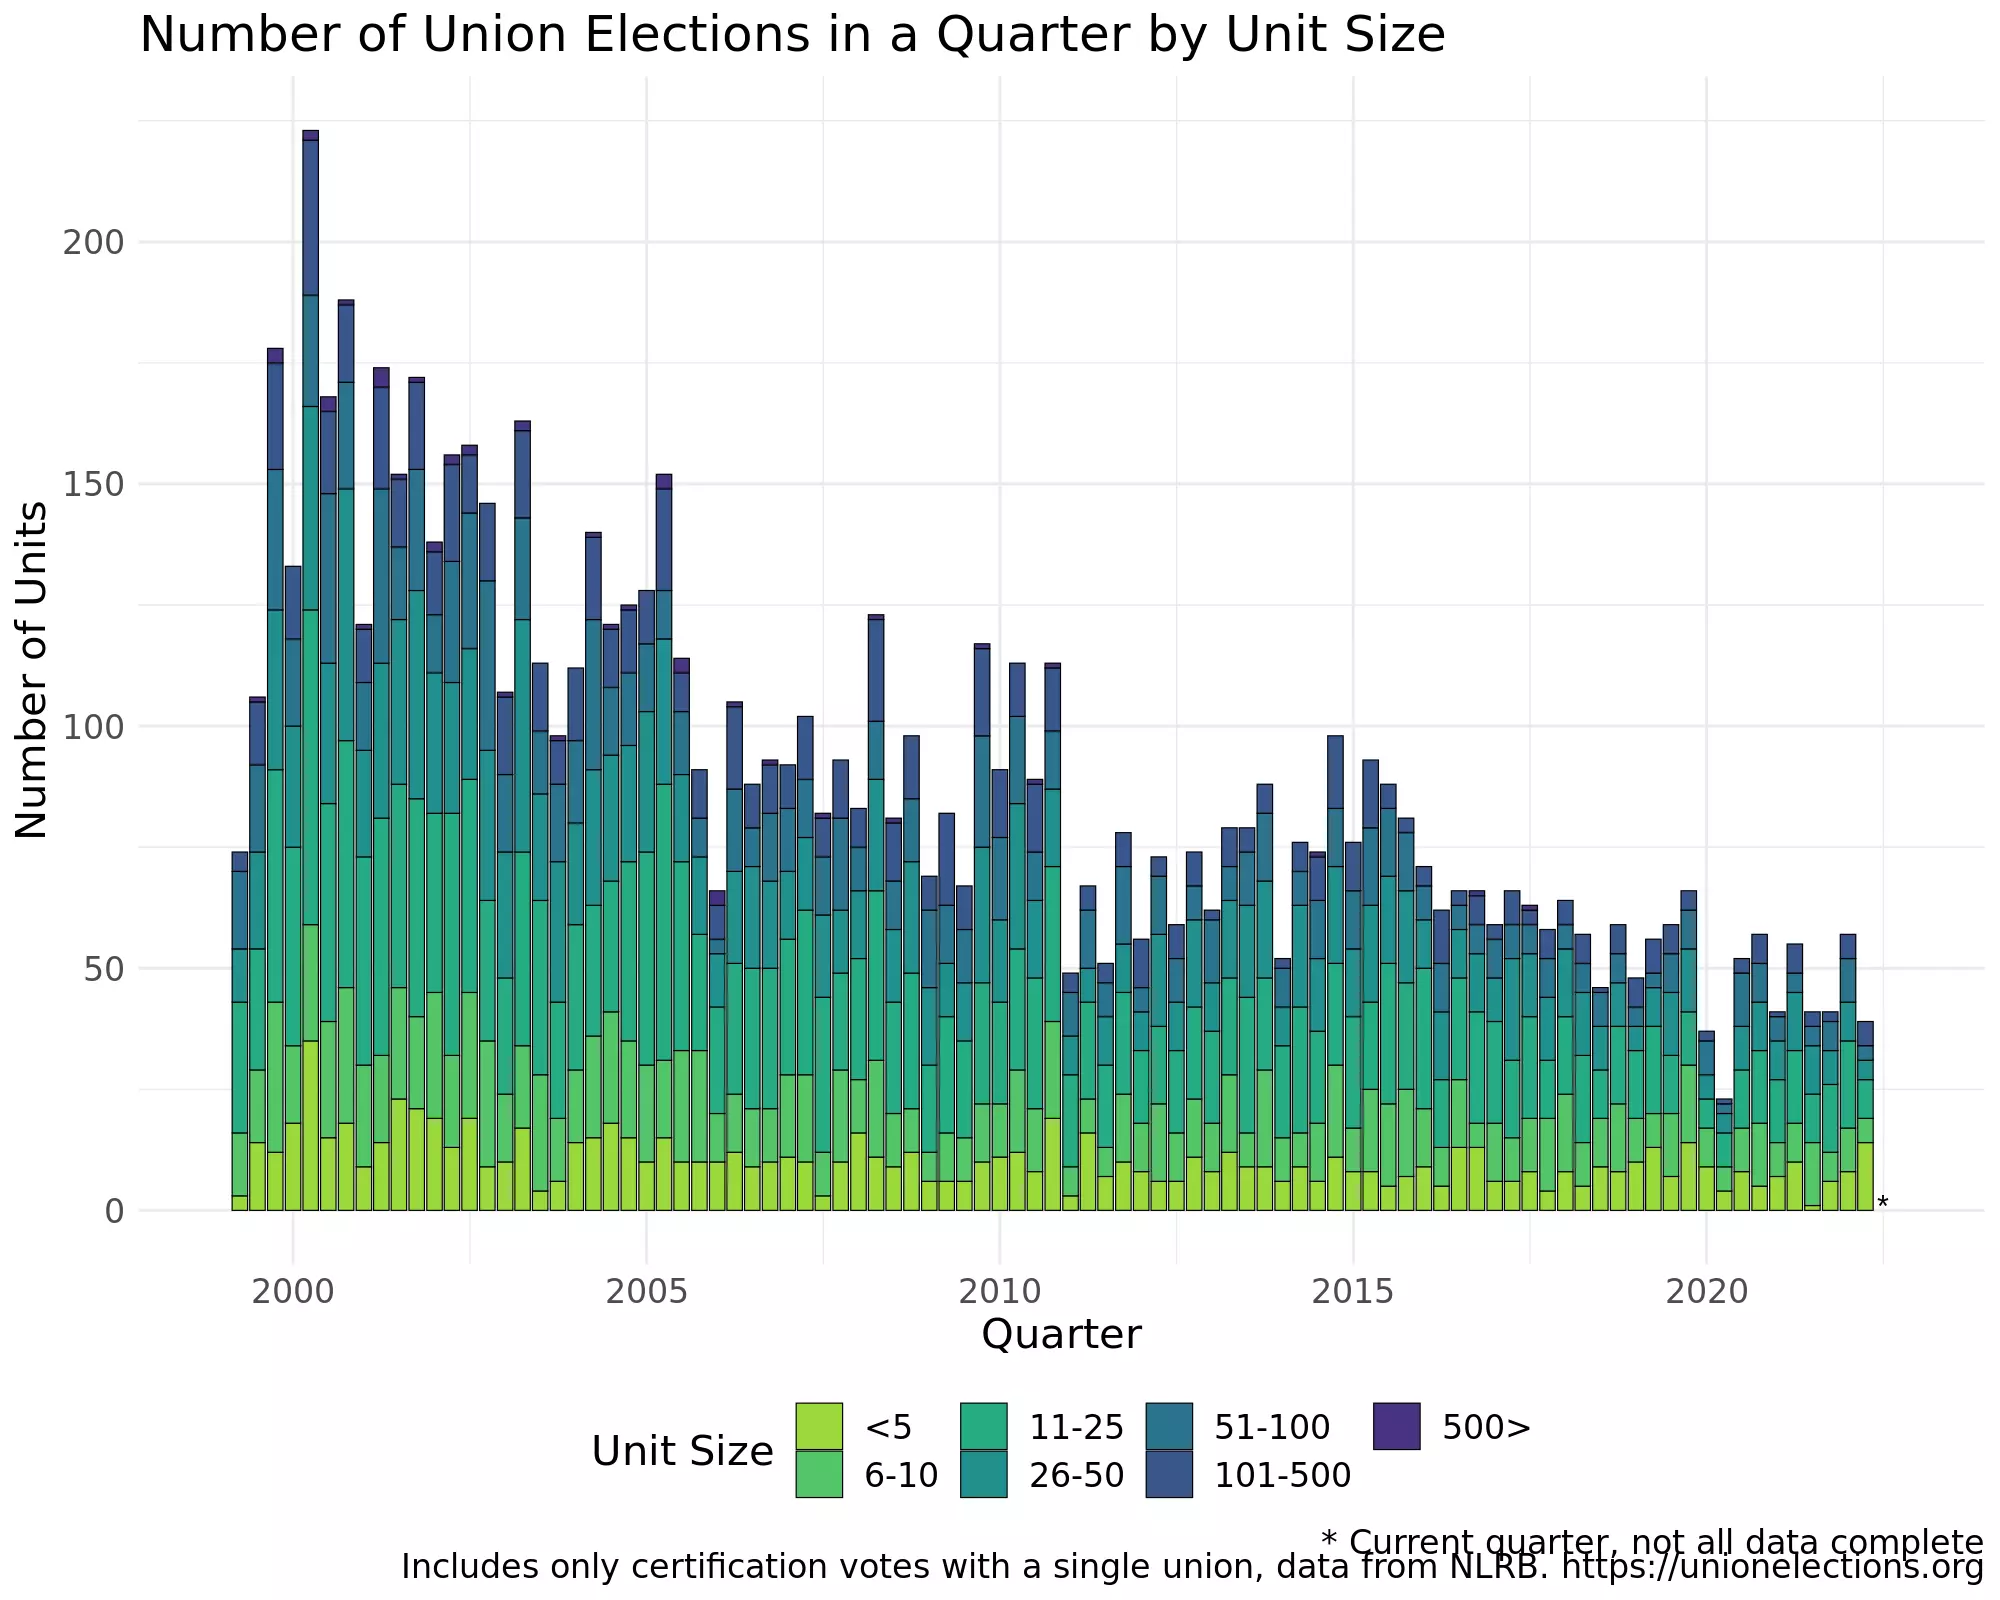 Number of Union Elections in a Quarter by Unit Size
Number of Units
200
150
100
50
0
*
2000 2005 2010 2015 2020
Quarter
Unit Size
<5 11-25 51-100 500>
6-10 26-50 101-500
* Current quarter, not all data complete
Includes only certification votes with a single union, data from NLRB. https://unionelections.org